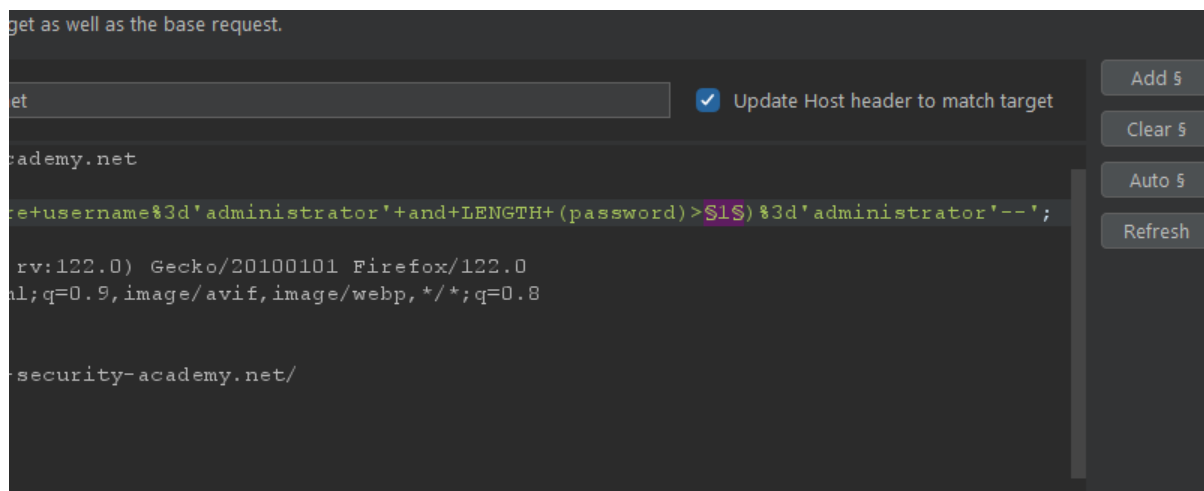 get as well as the base request.
et
Update Host header to match target
Add §
Clear §
Auto §
Refresh
cademy.net
re+username%3d'administrator'+and+LENGTH+(password)>§1§)%3d'administrator'--';
rv:122.0) Gecko/20100101 Firefox/122.0
ml;q=0.9,image/avif,image/webp,*/*;q=0.8
-security-academy.net/